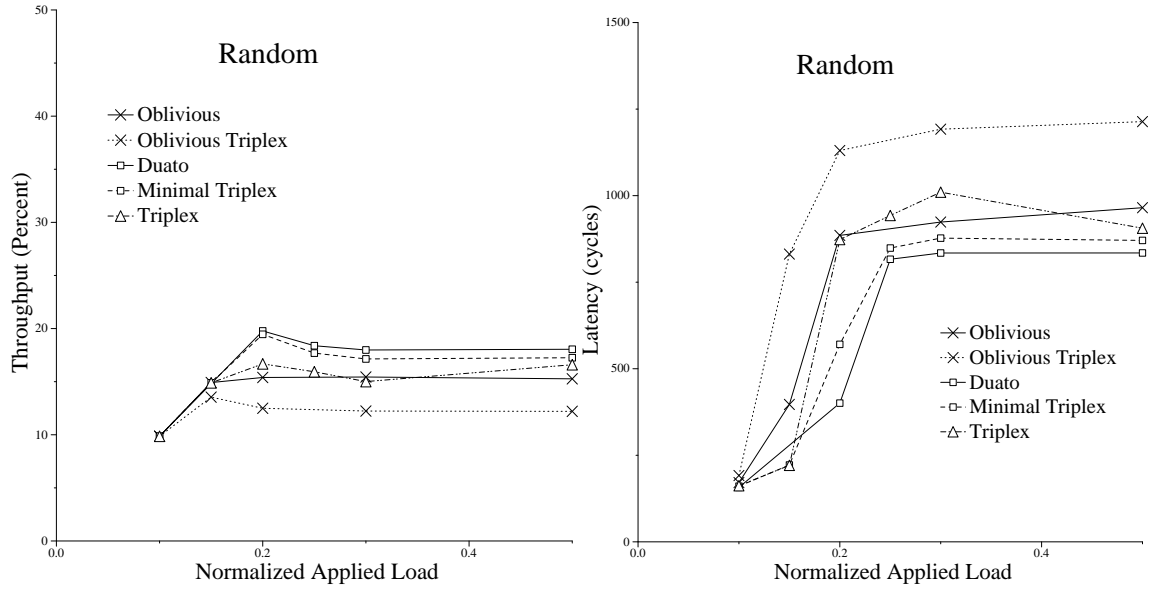 50
40
30
20
10
0
Throughput (Percent)
Random
Oblivious
Oblivious Triplex
Duato
Minimal Triplex
Triplex
0.0
0.2
0.4
Normalized Applied Load
1500
1000
500
0
Latency (cycles)
Random
Oblivious
Oblivious Triplex
Duato
Minimal Triplex
Triplex
0.0
0.2
0.4
Normalized Applied Load